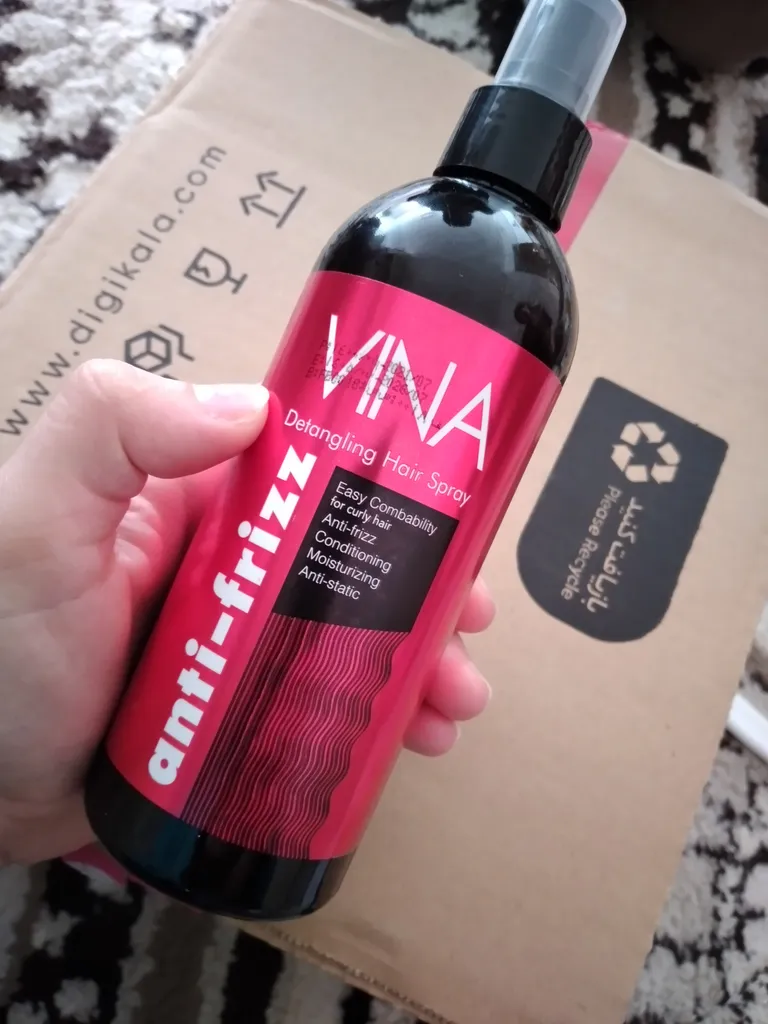 www.digikala.com
VINA
Detangling Hair Spray
anti-frizz
Easy Combability
for curly hair
Anti-frizz
Conditioning
Moisturizing
Anti-static
بازیافت کنید
Please Recycle